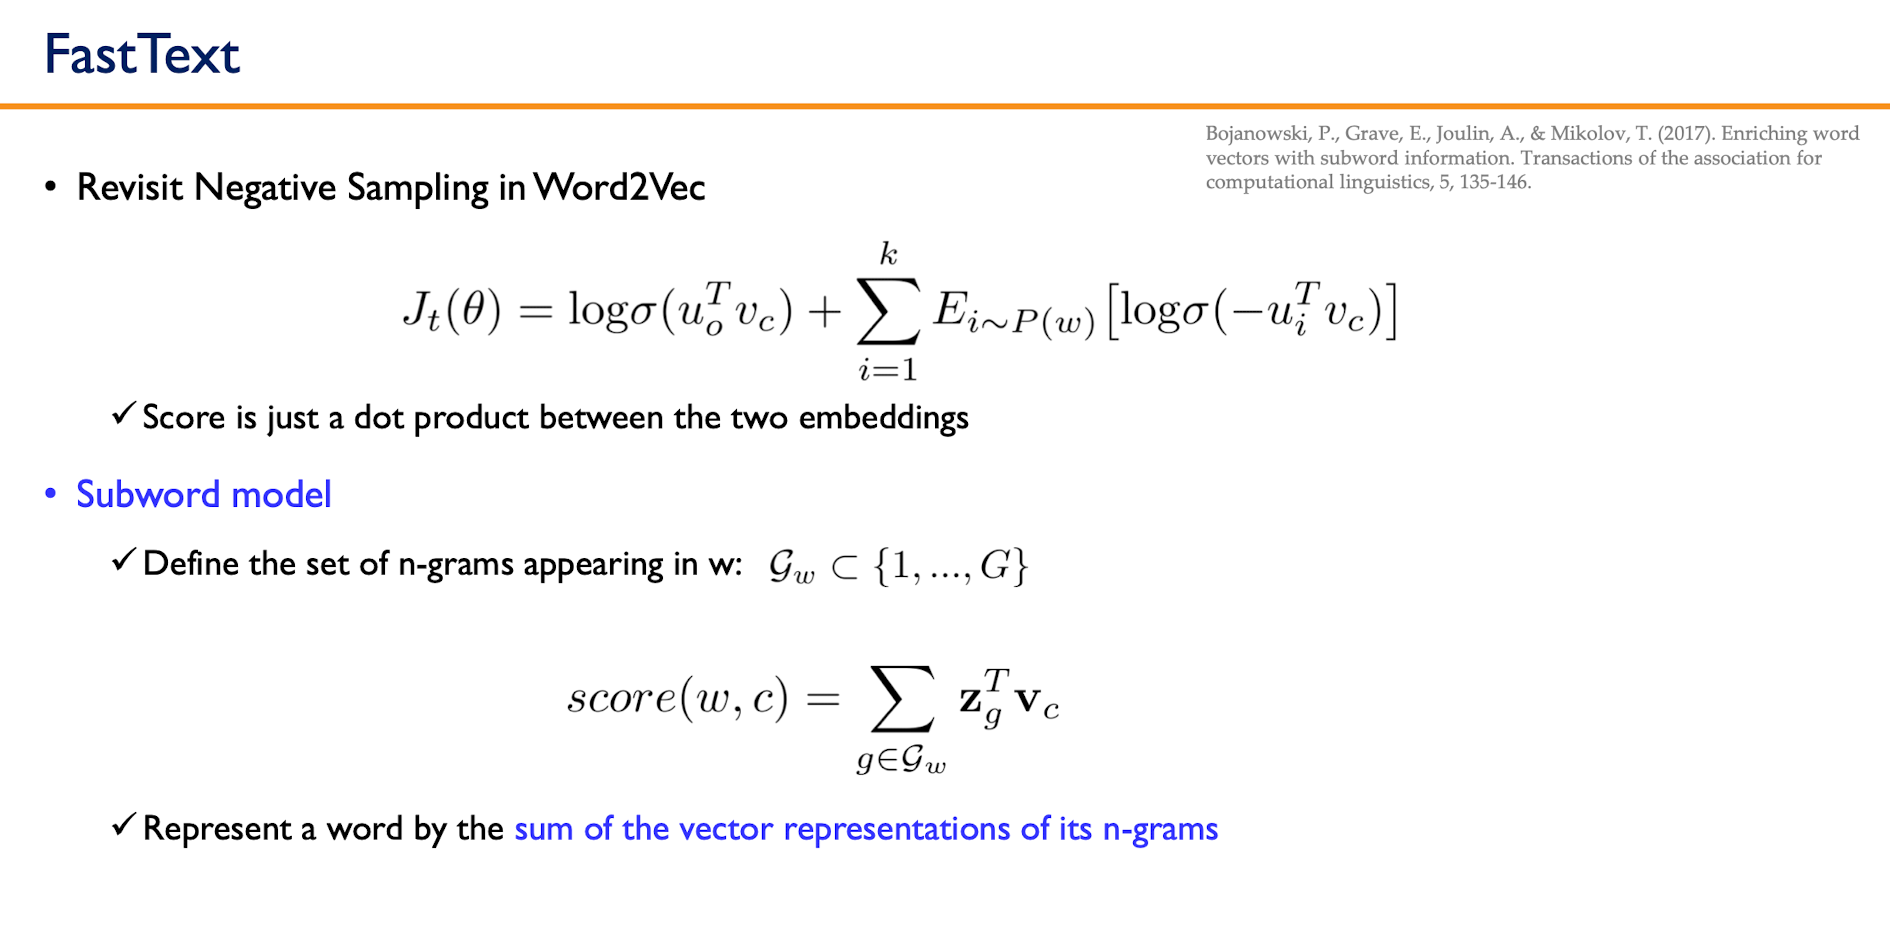 FastText
Bojanowski, P., Grave, E., Joulin, A., & Mikolov, T. (2017). Enriching word
vectors with subword information. Transactions of the association for
computational linguistics, 5, 135-146.
• Revisit Negative Sampling in Word2Vec
$J_t(\theta) = \log\sigma(u_o^T v_c) + \sum_{i=1}^{k} E_{i \sim P(w)}[\log\sigma(-u_i^T v_c)]$
✓ Score is just a dot product between the two embeddings
• Subword model
✓ Define the set of n-grams appearing in w: $\mathcal{G}_w \subset \{1, ..., G\}$
$score(w, c) = \sum_{g \in \mathcal{G}_w} \mathbf{z}_g^T \mathbf{v}_c$
✓ Represent a word by the sum of the vector representations of its n-grams